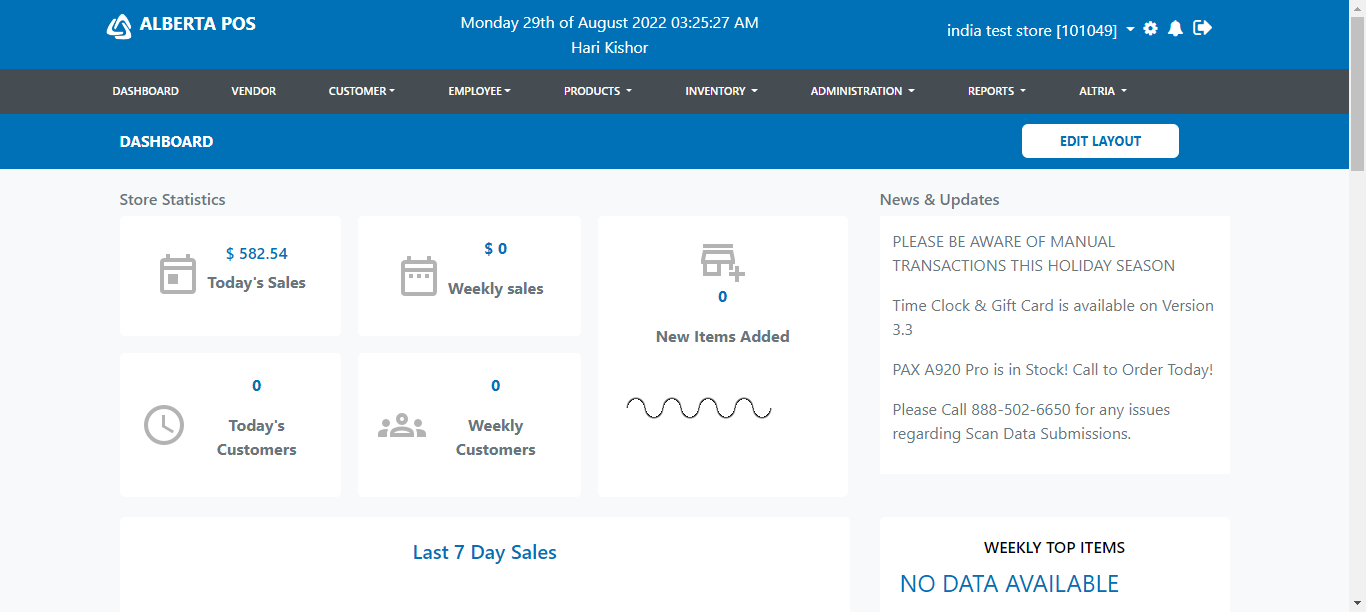 ALBERTA POS
Monday 29th of August 2022 03:25:27 AM
Hari Kishor
india test store [101049]
DASHBOARD
VENDOR
CUSTOMER
EMPLOYEE
PRODUCTS
INVENTORY
ADMINISTRATION
REPORTS
ALTRIA
DASHBOARD
EDIT LAYOUT
Store Statistics
$ 582.54
Today's Sales
$ 0
Weekly sales
0
New Items Added
0
Today's
Customers
0
Weekly
Customers
News & Updates
PLEASE BE AWARE OF MANUAL
TRANSACTIONS THIS HOLIDAY SEASON
Time Clock & Gift Card is available on Version
3.3
PAX A920 Pro is in Stock! Call to Order Today!
Please Call 888-502-6650 for any issues
regarding Scan Data Submissions.
Last 7 Day Sales
WEEKLY TOP ITEMS
NO DATA AVAILABLE